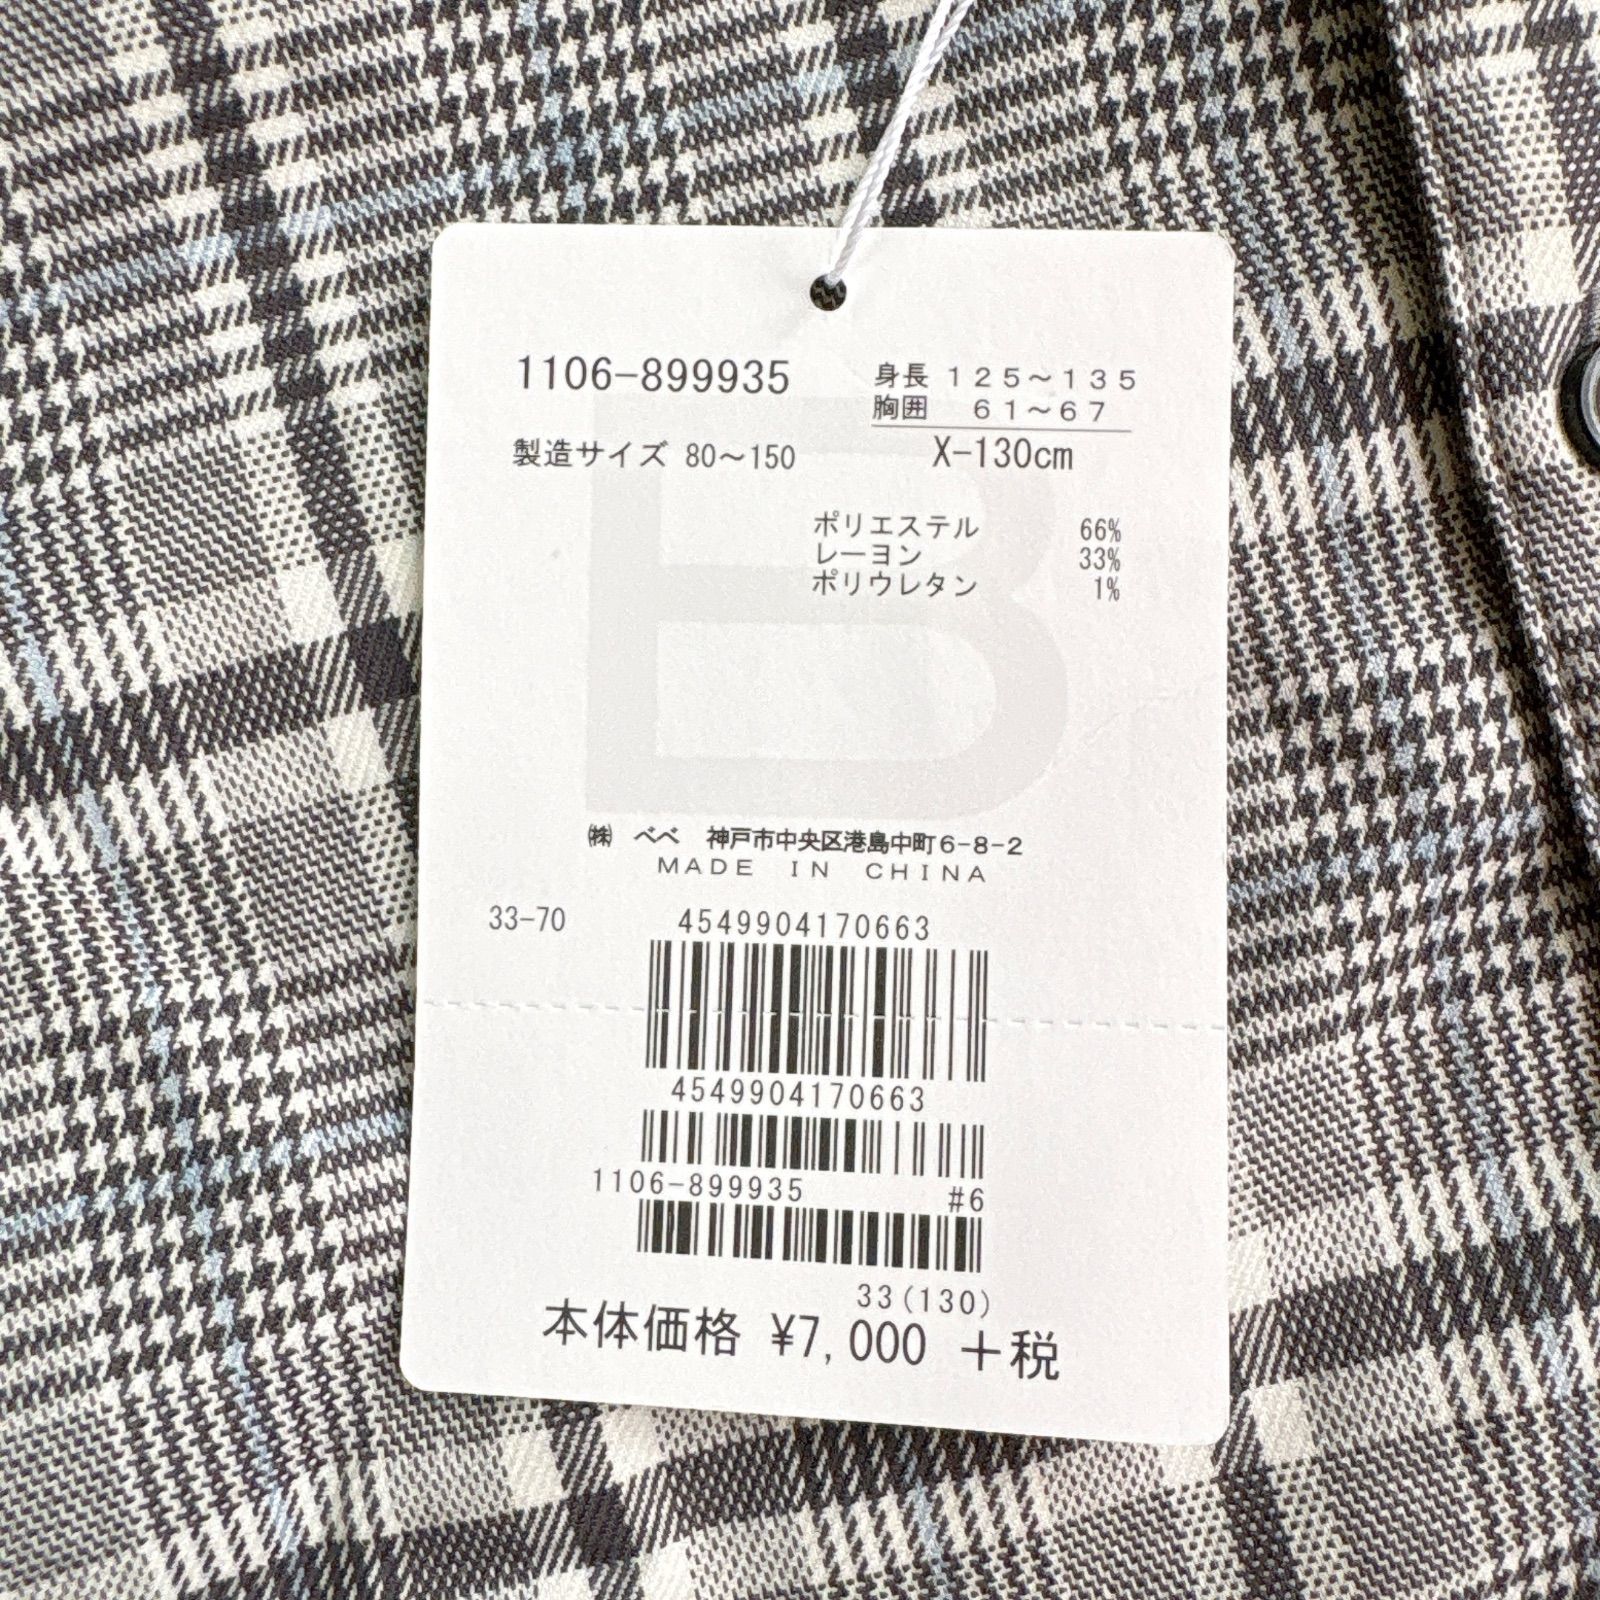 1106-899935
身長 125～135
胸囲 61～67
製造サイズ 80～150
X-130cm
ポリエステル 66%
レーヨン 33%
ポリウレタン 1%
B
㈱ べべ 神戸市中央区港島中町6-8-2
MADE IN CHINA
33-70
4549904170663
4549904170663
1106-899935 #6
33(130)
本体価格 ¥7,000 +税